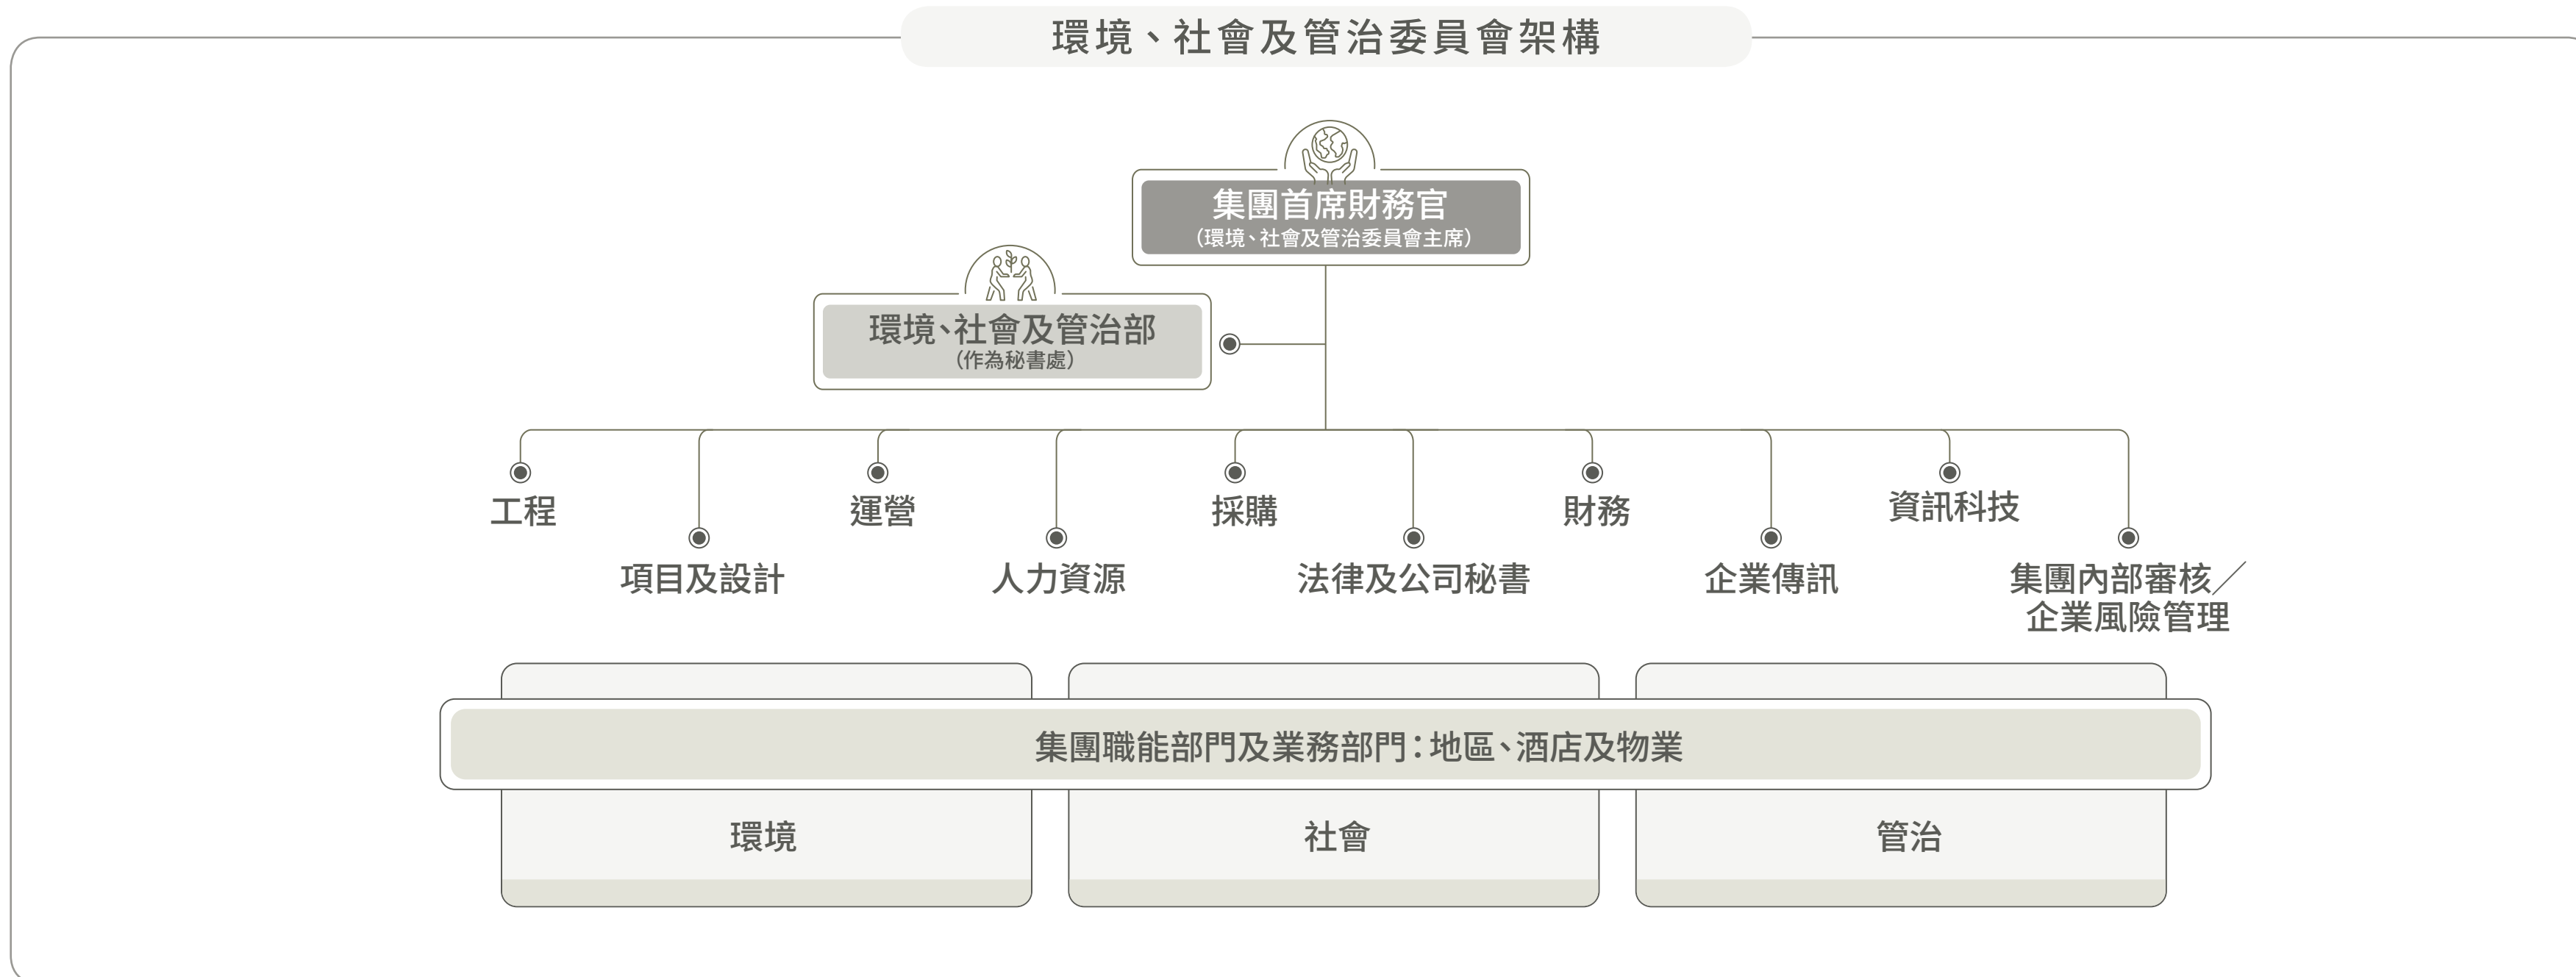 環境、社會及管治委員會架構
集團首席財務官
（環境、社會及管治委員會主席）
環境、社會及管治部
（作為秘書處）
工程
項目及設計
運營
人力資源
採購
法律及公司秘書
財務
企業傳訊
資訊科技
集團內部審核／
企業風險管理
集團職能部門及業務部門：地區、酒店及物業
環境
社會
管治